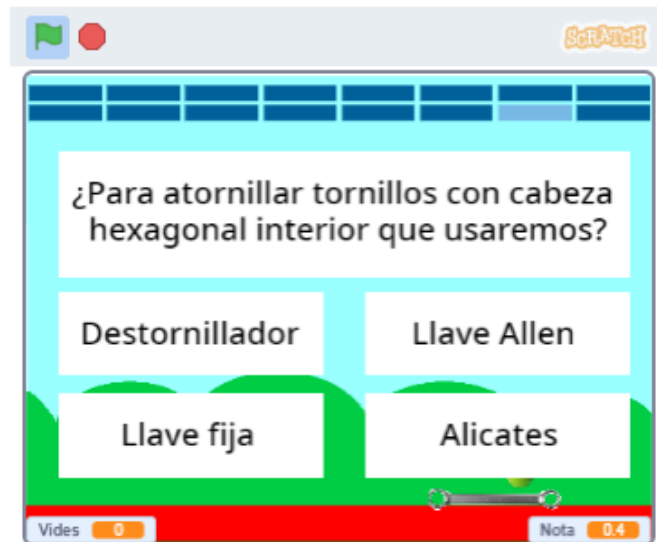 SCRATCH
¿Para atornillar tornillos con cabeza
hexagonal interior que usaremos?
Destornillador
Llave Allen
Llave fija
Alicates
Vides 0
Nota 0.4